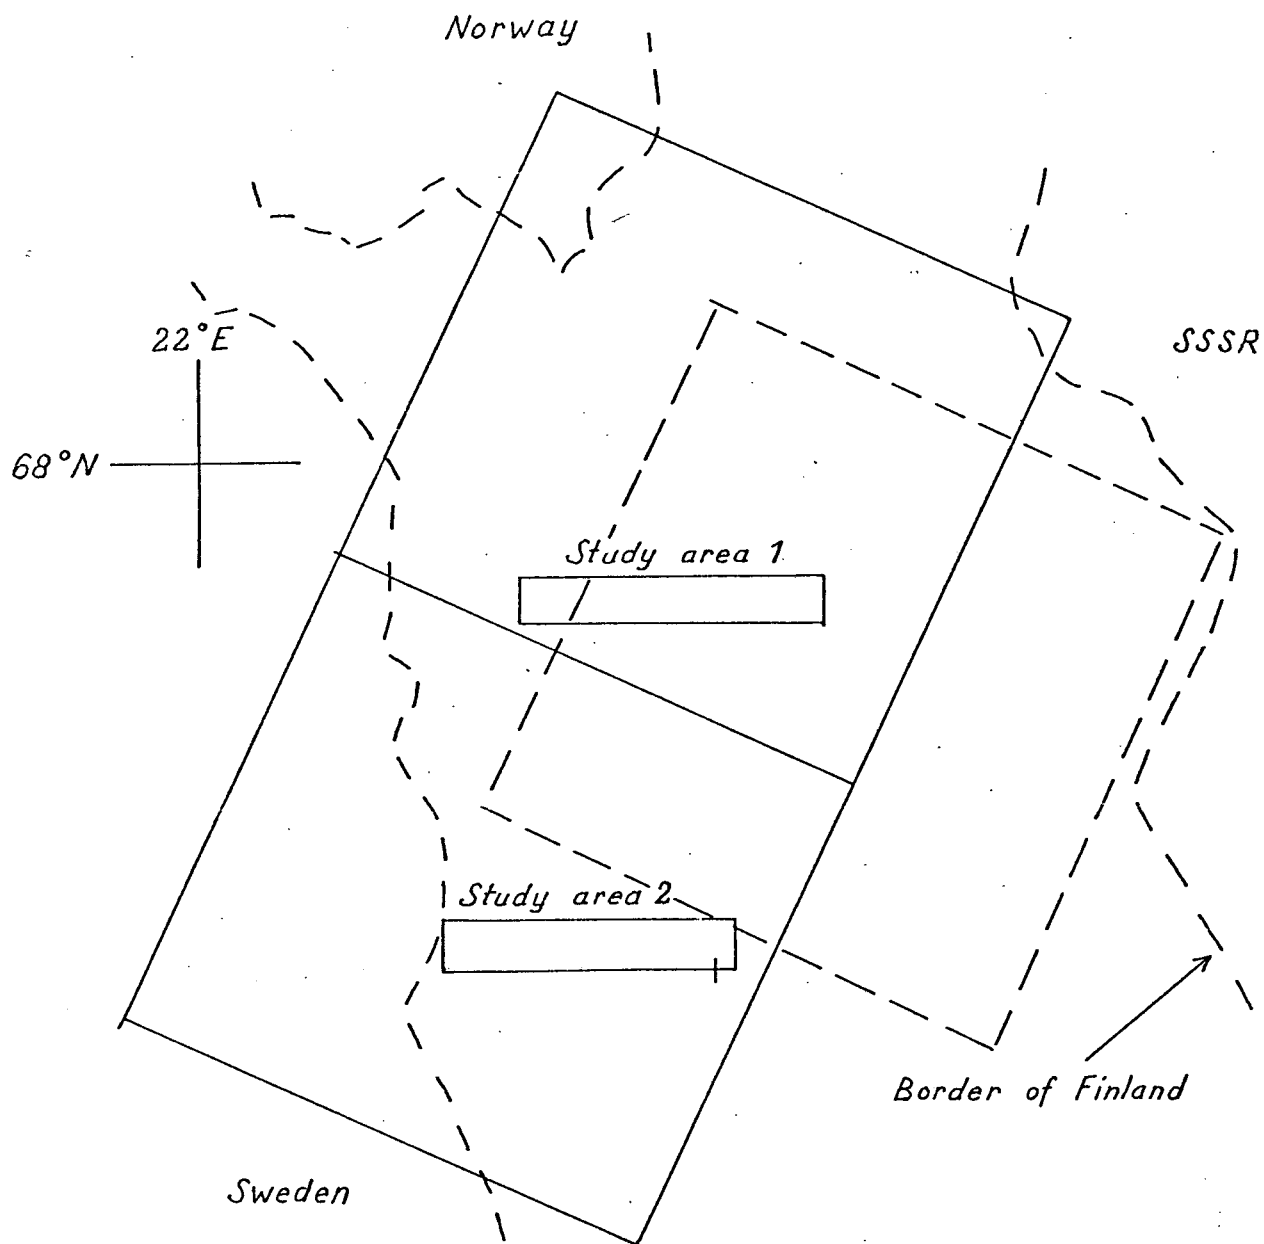 Norway
22°E
SSSR
68°N
Study area 1
Study area 2
Border of Finland
Sweden